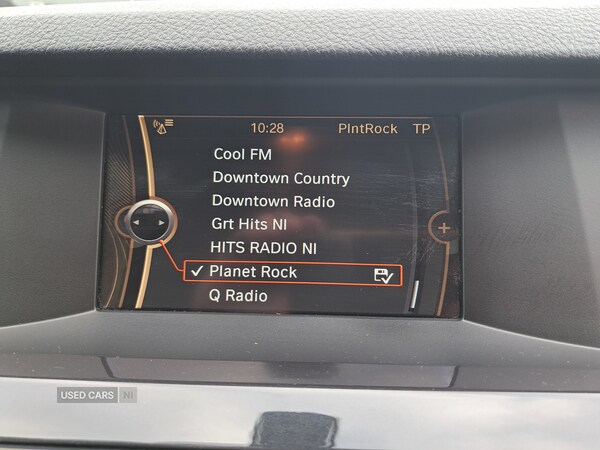 10:28 PlntRock TP
Cool FM
Downtown Country
Downtown Radio
Grt Hits NI
HITS RADIO NI
Planet Rock
Q Radio
USED CARS NI